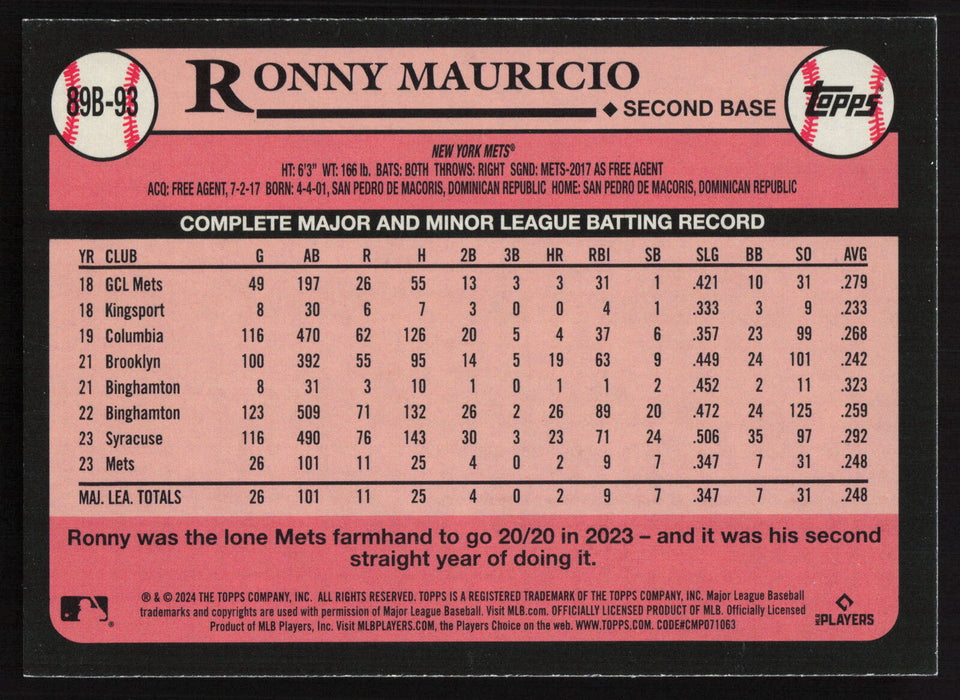 89B-93
RONNY MAURICIO
◆ SECOND BASE
TOPPS
NEW YORK METS®
HT: 6'3" WT: 166 lb. BATS: BOTH THROWS: RIGHT SGND: METS-2017 AS FREE AGENT
ACQ: FREE AGENT, 7-2-17 BORN: 4-4-01, SAN PEDRO DE MACORIS, DOMINICAN REPUBLIC HOME: SAN PEDRO DE MACORIS, DOMINICAN REPUBLIC
COMPLETE MAJOR AND MINOR LEAGUE BATTING RECORD
YR CLUB G AB R H 2B 3B HR RBI SB SLG BB SO AVG
18 GCL Mets 49 197 26 55 13 3 3 31 1 .421 10 31 .279
18 Kingsport 8 30 6 7 3 0 0 4 1 .333 3 9 .233
19 Columbia 116 470 62 126 20 5 4 37 6 .357 23 99 .268
21 Brooklyn 100 392 55 95 14 5 19 63 9 .449 24 101 .242
21 Binghamton 8 31 3 10 1 0 1 1 2 .452 2 11 .323
22 Binghamton 123 509 71 132 26 2 26 89 20 .472 24 125 .259
23 Syracuse 116 490 76 143 30 3 23 71 24 .506 35 97 .292
23 Mets 26 101 11 25 4 0 2 9 7 .347 7 31 .248
MAJ. LEA. TOTALS 26 101 11 25 4 0 2 9 7 .347 7 31 .248
Ronny was the lone Mets farmhand to go 20/20 in 2023 – and it was his second
straight year of doing it.
® & © 2024 THE TOPPS COMPANY, INC. ALL RIGHTS RESERVED. TOPPS IS A REGISTERED TRADEMARK OF THE TOPPS COMPANY, INC. Major League Baseball
trademarks and copyrights are used with permission of Major League Baseball. Visit MLB.com. OFFICIALLY LICENSED PRODUCT OF MLB. Officially Licensed
Product of MLB Players, Inc. Visit MLBPLAYERS.COM, the Players Choice on the web. WWW.TOPPS.COM. CODE#CMP071063
MLB PLAYERS